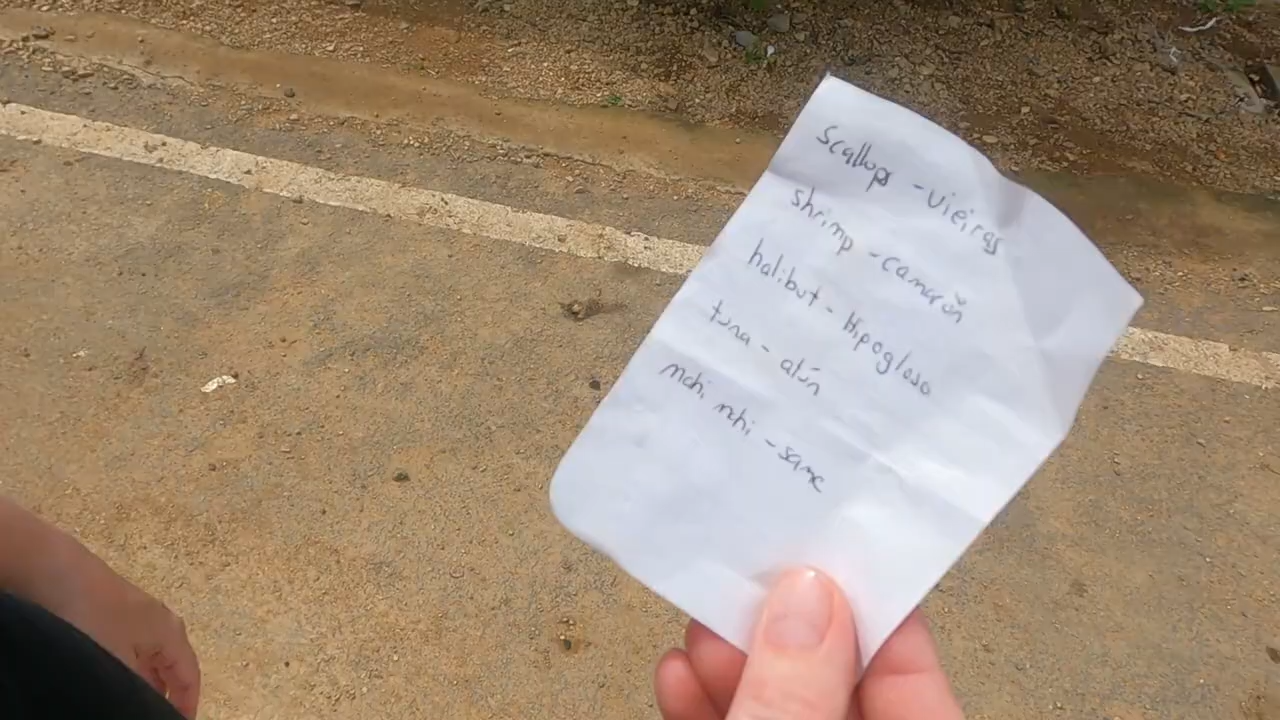 Scallops - vieiras
shrimp - camarón
halibut - Hipogloso
tuna - atún
mahi mahi - same